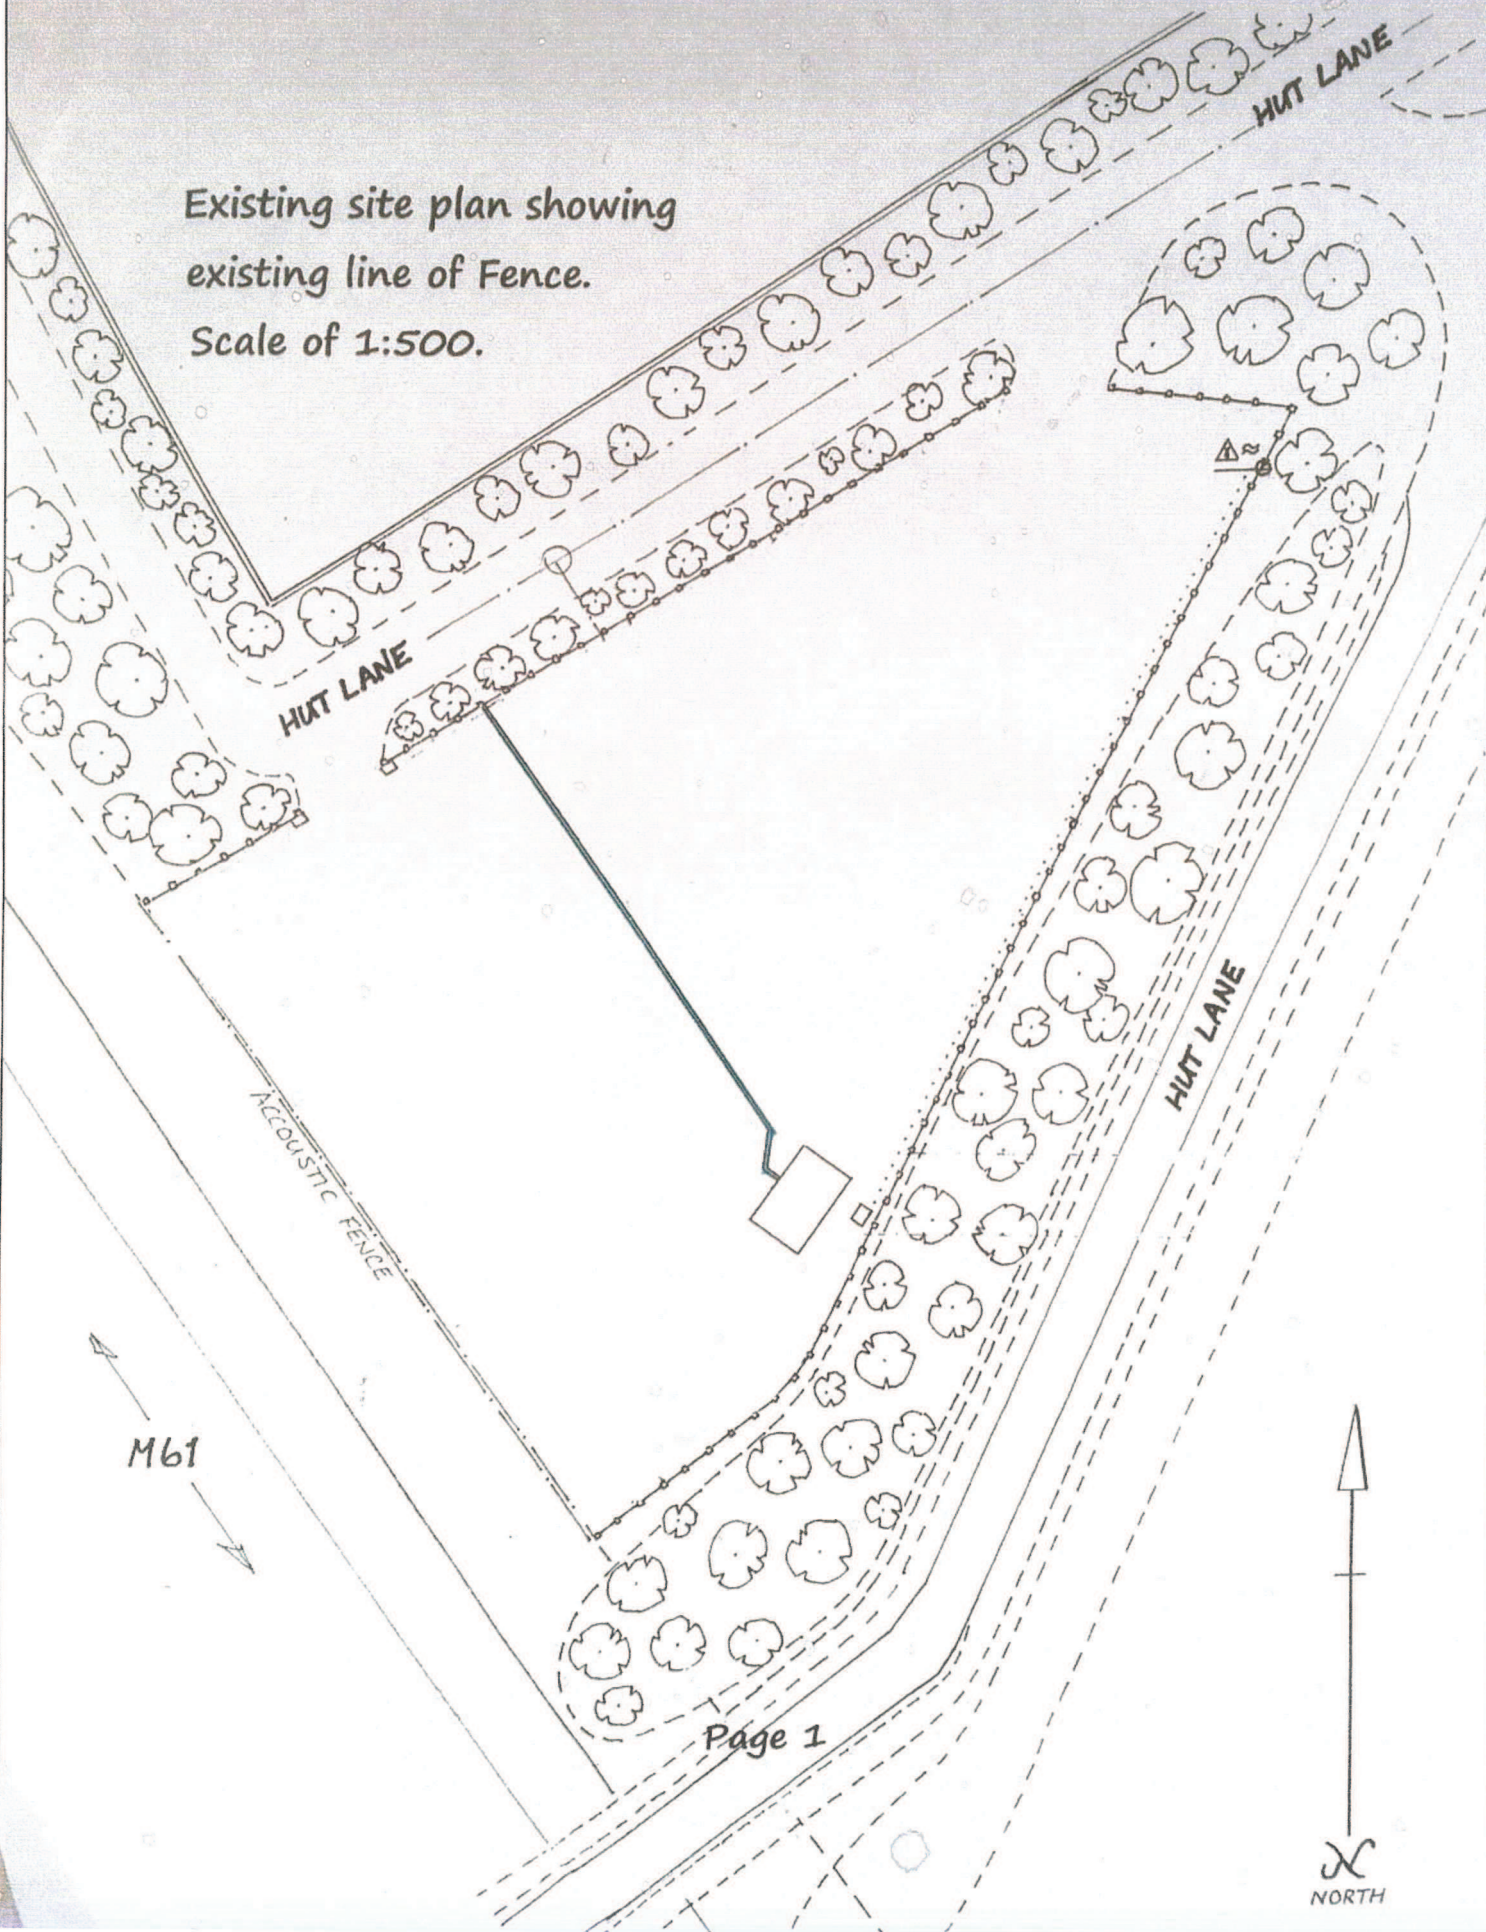 HUT LANE
Existing site plan showing
existing line of Fence.
Scale of 1:500.
HUT LANE
HUT LANE
ACCOUSTIC FENCE
M61
Page 1
N
NORTH